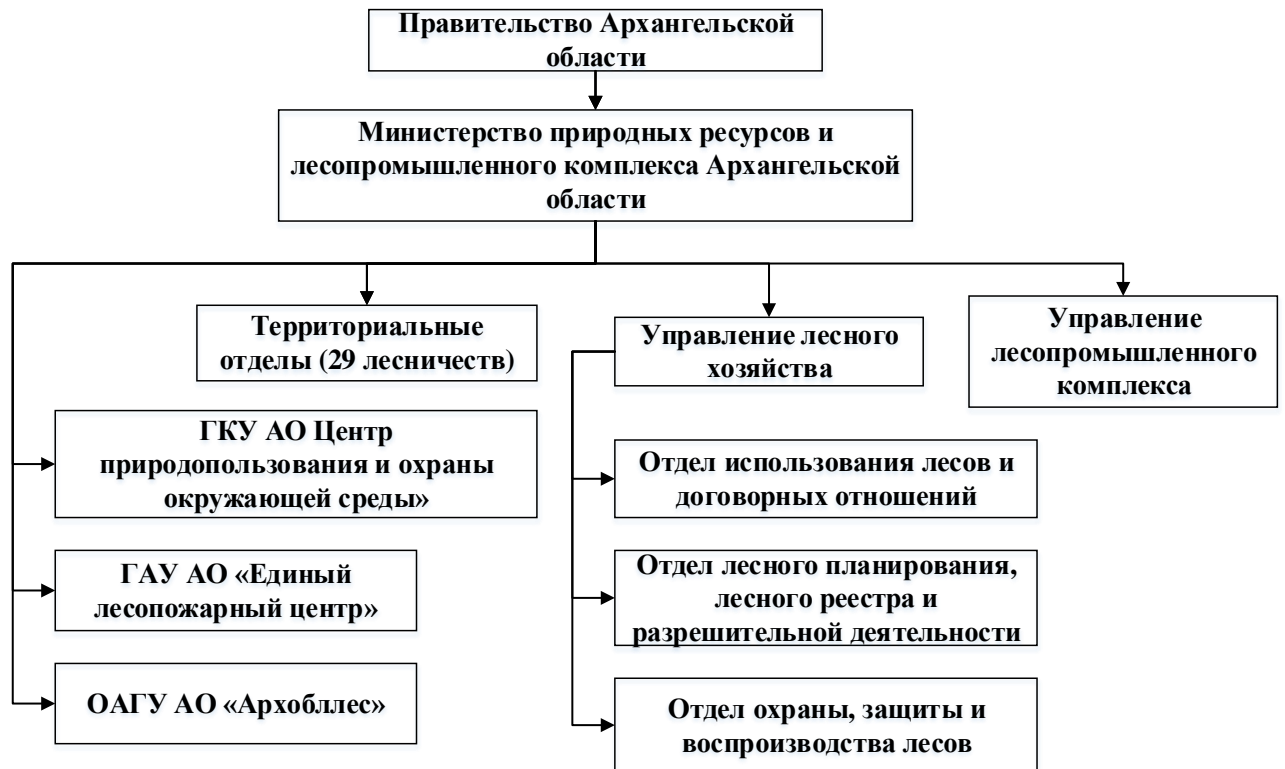 Правительство Архангельской
области
Министерство природных ресурсов и
лесопромышленного комплекса Архангельской
области
Территориальные
отделы (29 лесничеств)
Управление лесного
хозяйства
Управление
лесопромышленного
комплекса
ГКУ АО Центр
природопользования и охраны
окружающей среды»
ГАУ АО «Единый
лесопожарный центр»
ОАГУ АО «Архобллес»
Отдел использования лесов и
договорных отношений
Отдел лесного планирования,
лесного реестра и
разрешительной деятельности
Отдел охраны, защиты и
воспроизводства лесов